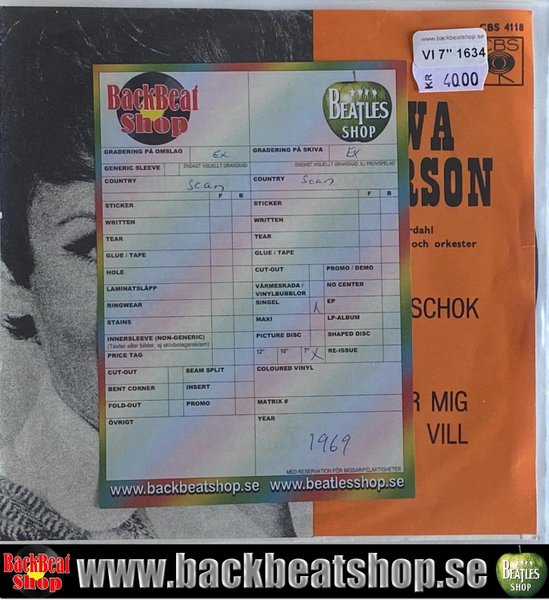 CBS 4118
CBS
www.backbeatshop.se
VI 7" 1634
KR 40.00
VA
RSON
rdahl
och orkester
SCHOK
R MIG
VILL
BackBeat Shop
BEATLES SHOP
GRADERING PÅ OMSLAG Ex
GRADERING PÅ SKIVA Ex
GENERIC SLEEVE
ENDAST VISUELLT GRANSKAD
ENDAST VISUELLT GRANSKAD, EJ PROVSPELAD
COUNTRY Scan
COUNTRY Scan
F B
F B
STICKER
STICKER
WRITTEN
WRITTEN
TEAR
TEAR
GLUE / TAPE
GLUE / TAPE
HOLE
CUT-OUT
PROMO / DEMO
LAMINATSLÄPP
VÄRMESKADA / VINYLBUBBLOR
NO CENTER
RINGWEAR
SINGEL X
EP
STAINS
MAXI
LP-ALBUM
INNERSLEEVE (NON-GENERIC)
(Texter eller bilder, ej skivbolagsreklam)
PICTURE DISC
SHAPED DISC
PRICE TAG
12" 10" 7" X
RE-ISSUE
CUT-OUT
BEAM SPLIT
COLOURED VINYL
BENT CORNER
INSERT
FOLD-OUT
PROMO
MATRIX #
ÖVRIGT
YEAR
1969
MED RESERVATION FÖR MISSAR/FELAKTIGHETER
www.backbeatshop.se www.beatlesshop.se
BackBeat Shop
www.backbeatshop.se
BEATLES SHOP